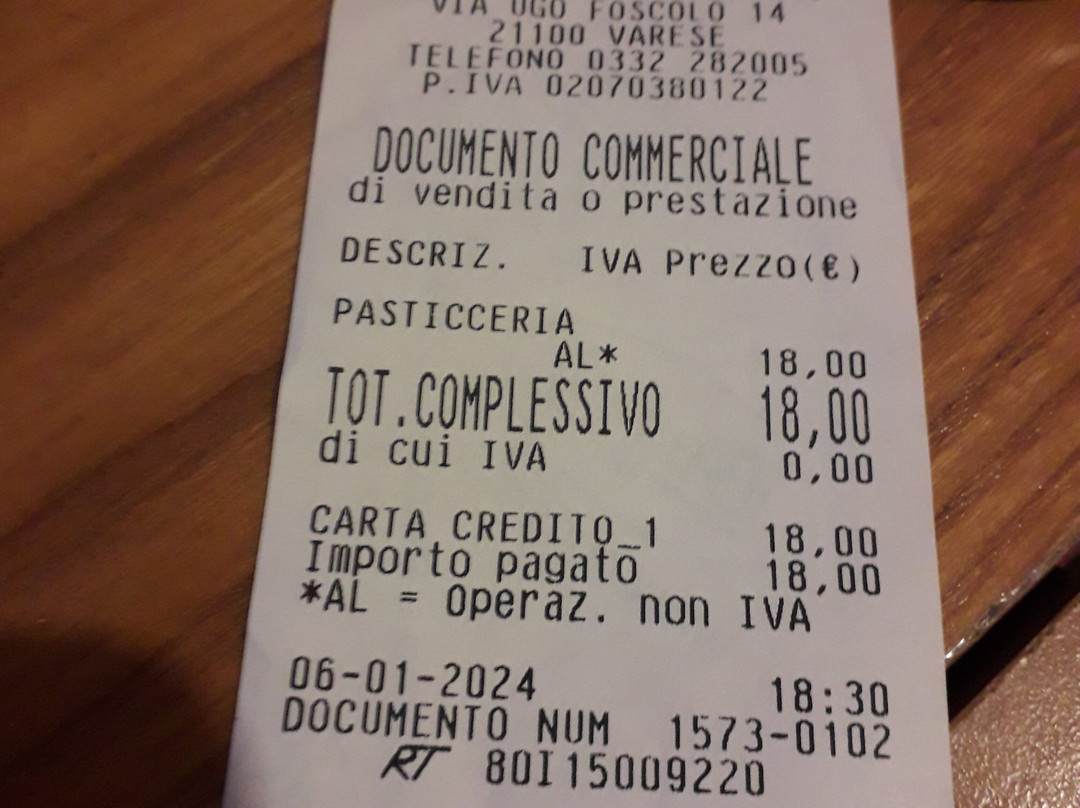 VIA UGO FOSCOLO 14
21100 VARESE
TELEFONO 0332 282005
P.IVA 02070380122
DOCUMENTO COMMERCIALE
di vendita o prestazione
DESCRIZ. IVA Prezzo(€)
PASTICCERIA
AL* 18,00
TOT.COMPLESSIVO 18,00
di cui IVA 0,00
CARTA CREDITO_1 18,00
Importo pagato 18,00
*AL = Operaz. non IVA
06-01-2024 18:30
DOCUMENTO NUM 1573-0102
RT 80I15009220